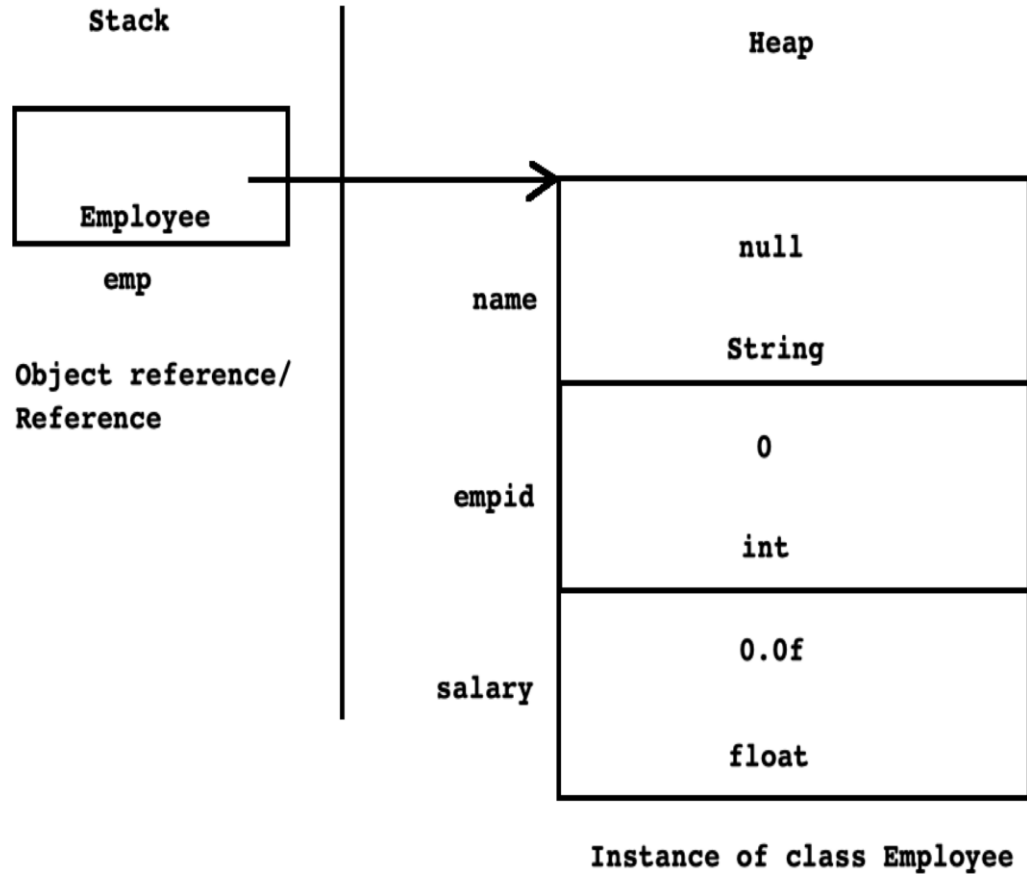 Stack
Heap
Employee
emp
Object reference/
Reference
name
null
String
empid
0
int
salary
0.0f
float
Instance of class Employee